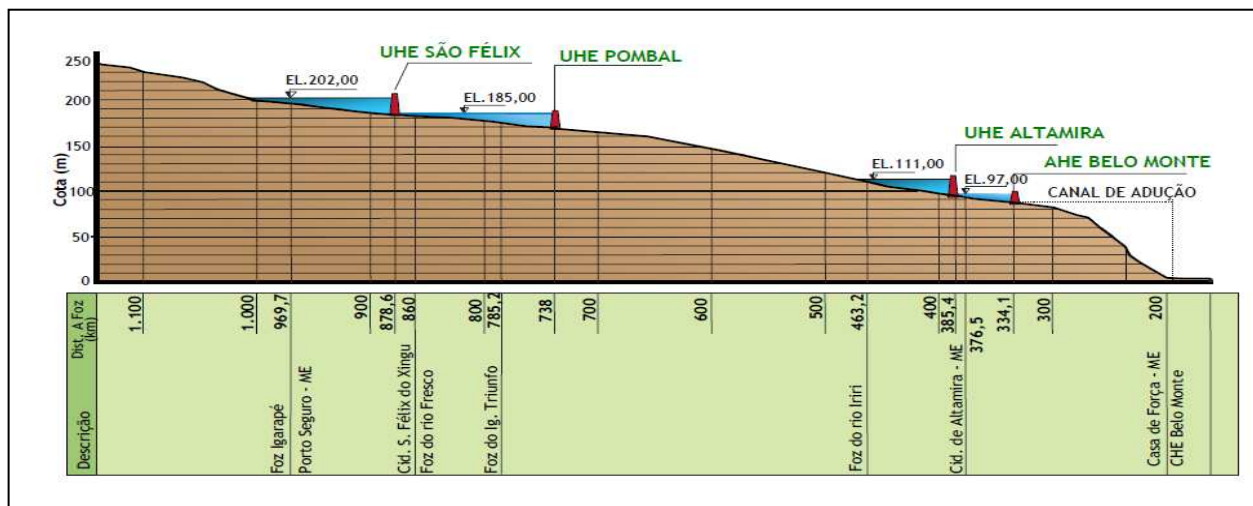 UHE SÃO FÉLIX
UHE POMBAL
UHE ALTAMIRA
AHE BELO MONTE
CANAL DE ADUÇÃO
EL.202,00
EL.185,00
EL.111,00
EL.97,00
Cota (m)
250
200
150
100
50
0
Dist. A Foz
(km)
1.100
1.000
969,7
900
878,6
860
800
785,2
738
700
600
500
463,2
400
385,4
376,5
334,1
300
200
Descrição
Foz Igarapé
Porto Seguro - ME
Cid. S. Félix do Xingu
Foz do rio Fresco
Foz do Ig. Triunfo
Foz do rio Iriri
Cid. de Altamira - ME
Casa de Força - ME
CHE Belo Monte